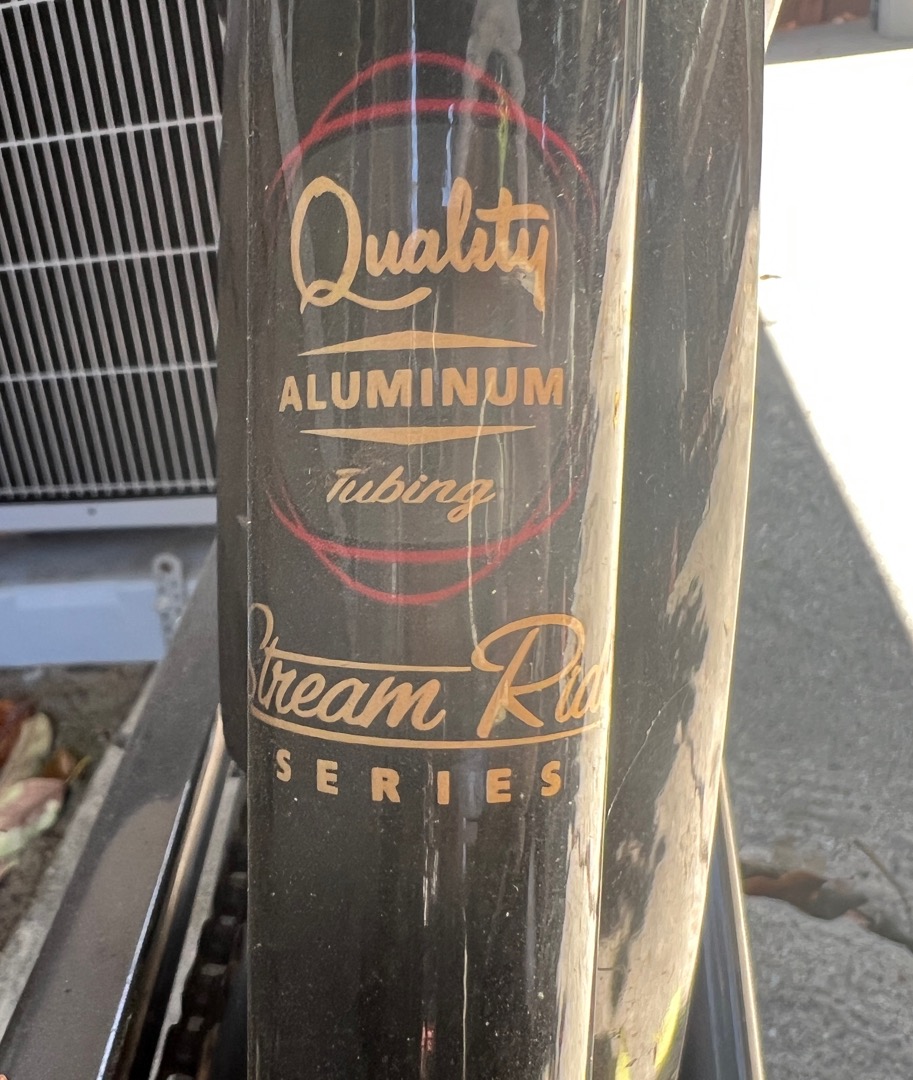 Quality
ALUMINUM
Tubing
Stream
SERIES